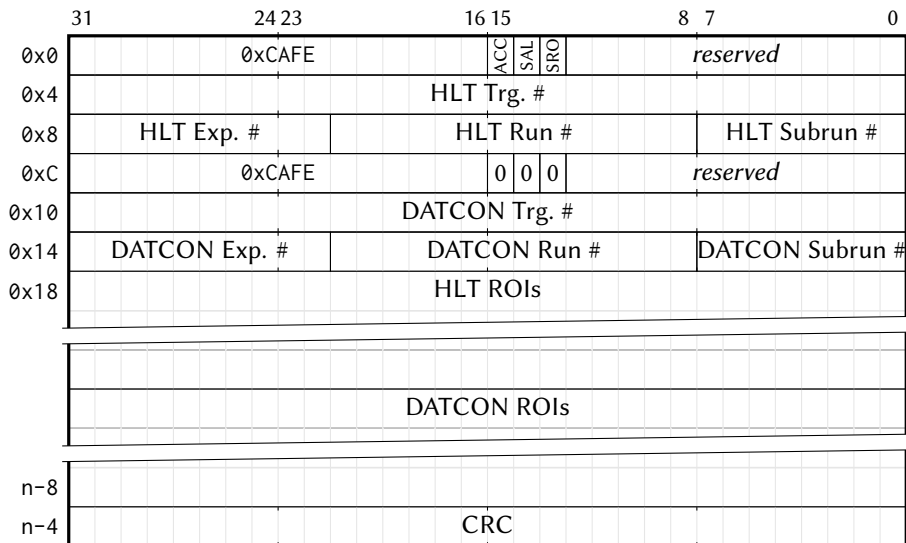 31 24 23 16 15 8 7 0
0x0 0xCAFE ACC SAL SRO reserved
0x4 HLT Trg. #
0x8 HLT Exp. # HLT Run # HLT Subrun #
0xC 0xCAFE 0 0 0 reserved
0x10 DATCON Trg. #
0x14 DATCON Exp. # DATCON Run # DATCON Subrun #
0x18 HLT ROIs
DATCON ROIs
n-8
n-4 CRC